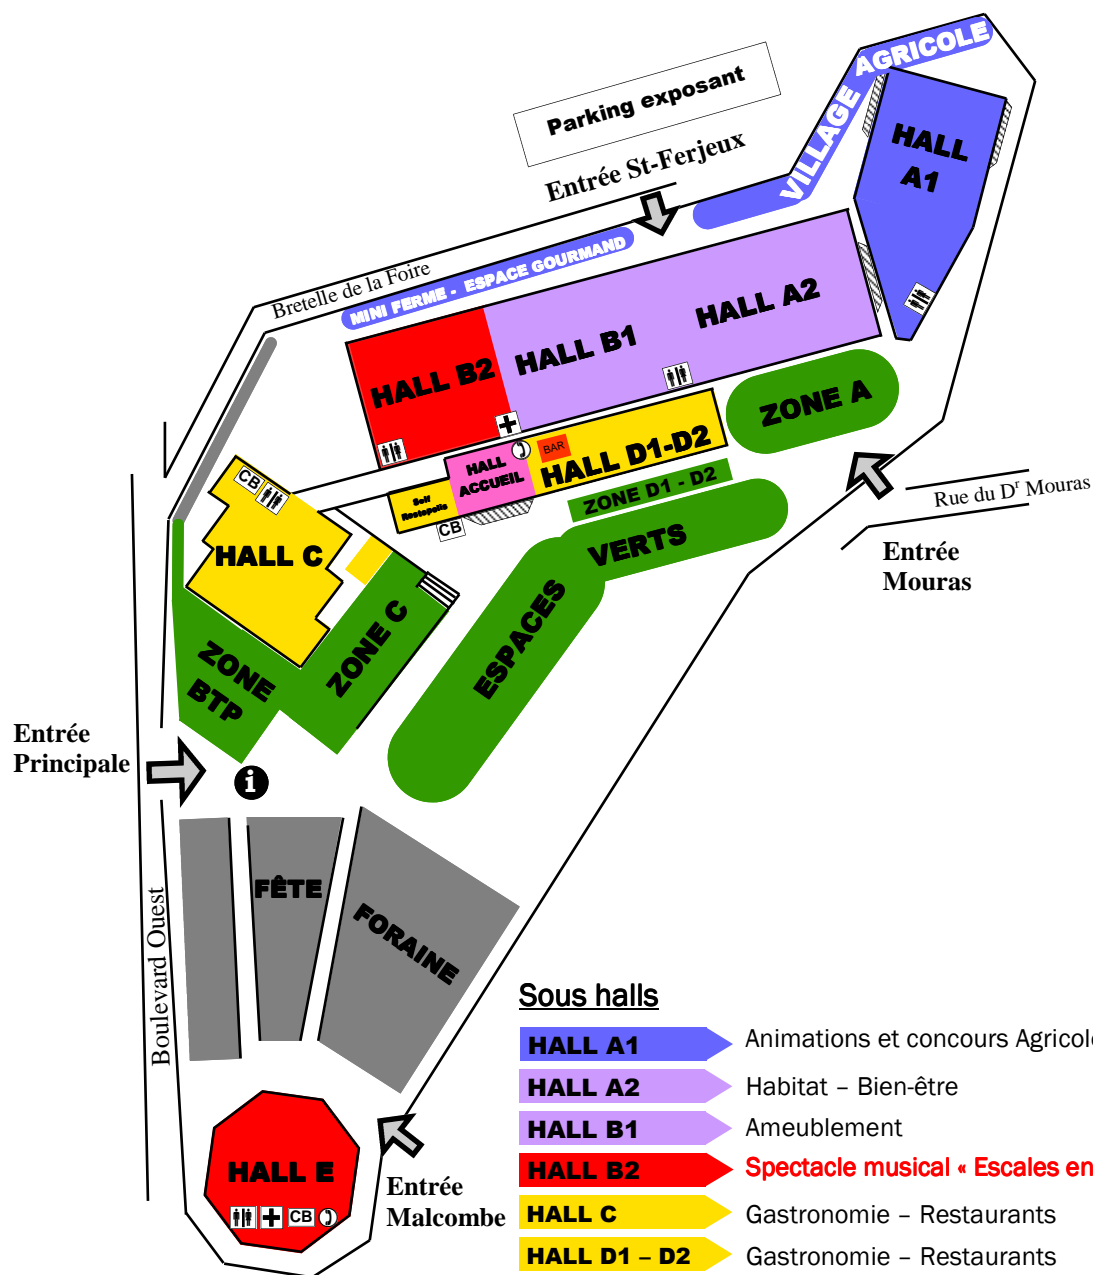 VILLAGE AGRICOLE
Parking exposant
HALL
A1
Entrée St-Ferjeux
Bretelle de la Foire
MINI FERME - ESPACE GOURMAND
HALL A2
HALL B1
HALL B2
ZONE A
BAR
HALL D1-D2
HALL
ACCUEIL
Self
Restopolis
CB
ZONE D1 - D2
Rue du Dr Mouras
CB
HALL C
VERTS
Entrée
Mouras
ESPACES
ZONE C
ZONE
BTP
Entrée
Principale
i
FÊTE
FORAINE
Boulevard Ouest
HALL E
CB
Entrée
Malcombe
Sous halls
HALL A1 Animations et concours Agricole
HALL A2 Habitat – Bien-être
HALL B1 Ameublement
HALL B2 Spectacle musical « Escales en
HALL C Gastronomie – Restaurants
HALL D1 – D2 Gastronomie – Restaurants